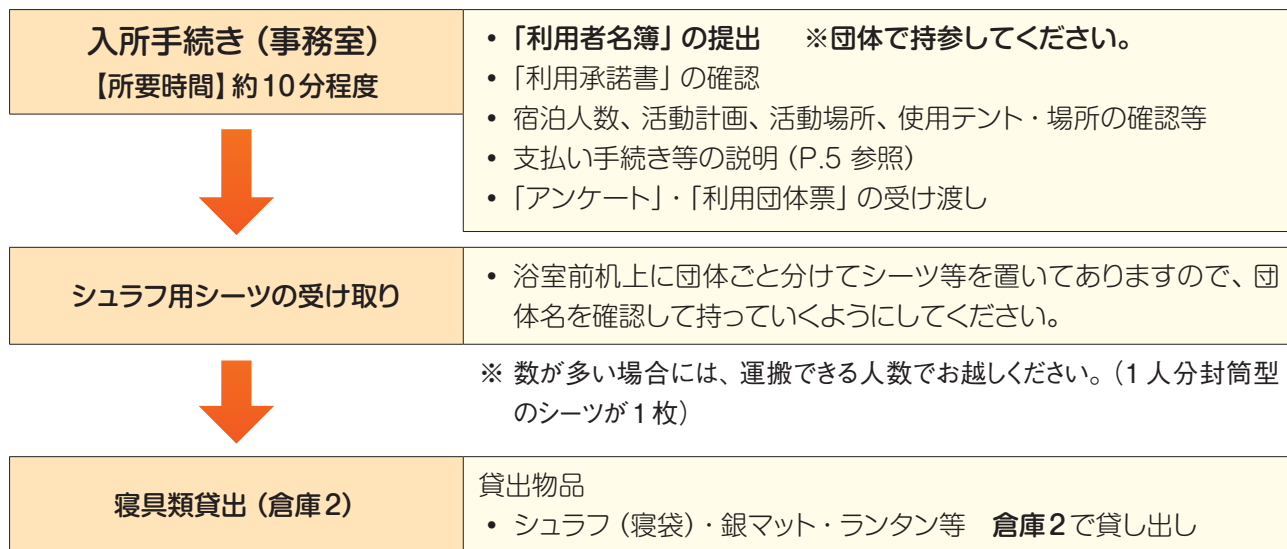 入所手続き（事務室）
【所要時間】約10分程度
• 「利用者名簿」の提出　※団体で持参してください。
• 「利用承諾書」の確認
• 宿泊人数、活動計画、活動場所、使用テント・場所の確認等
• 支払い手続き等の説明（P.5 参照）
• 「アンケート」・「利用団体票」の受け渡し
シュラフ用シーツの受け取り
• 浴室前机上に団体ごと分けてシーツ等を置いてありますので、団
体名を確認して持っていくようにしてください。
※ 数が多い場合には、運搬できる人数でお越しください。（1人分封筒型
のシーツが1枚）
寝具類貸出（倉庫2）
貸出物品
• シュラフ（寝袋）・銀マット・ランタン等　倉庫2で貸し出し